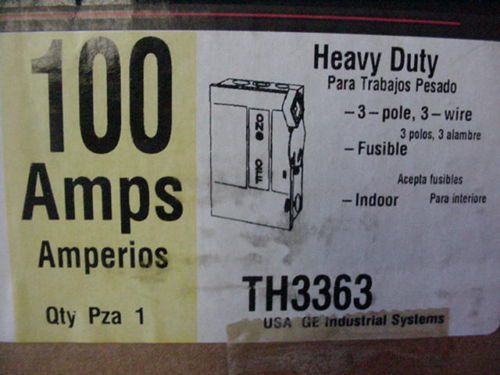 100
Amps
Amperios
Qty Pza 1
Heavy Duty
Para Trabajos Pesado
–3–pole, 3–wire
3 polos, 3 alambre
–Fusible
Acepta fusibles
–Indoor
Para interiore
TH3363
USA GE Industrial Systems